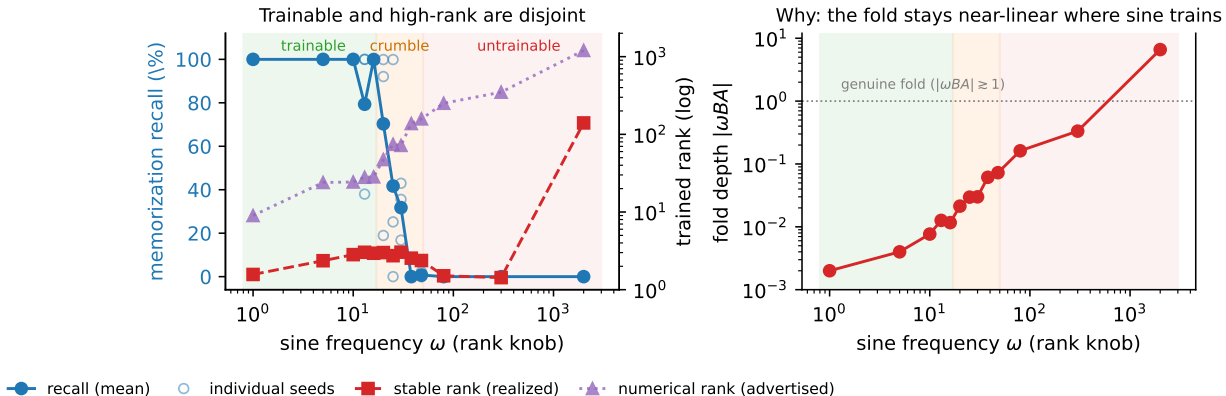 Trainable and high-rank are disjoint
trainable
crumble
untrainable
memorization recall (\%)
100
80
60
40
20
0
10^3
10^2
10^1
10^0
trained rank (log)
10^0
10^1
10^2
10^3
sine frequency ω (rank knob)
Why: the fold stays near-linear where sine trains
genuine fold (|ωBA| ≳ 1)
fold depth |ωBA|
10^1
10^0
10^−1
10^−2
10^−3
10^0
10^1
10^2
10^3
sine frequency ω (rank knob)
recall (mean)
individual seeds
stable rank (realized)
numerical rank (advertised)